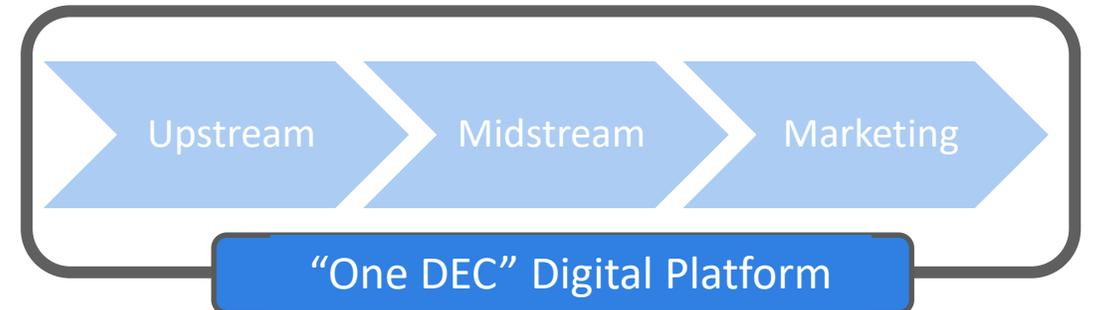 Upstream
Midstream
Marketing
“One DEC” Digital Platform